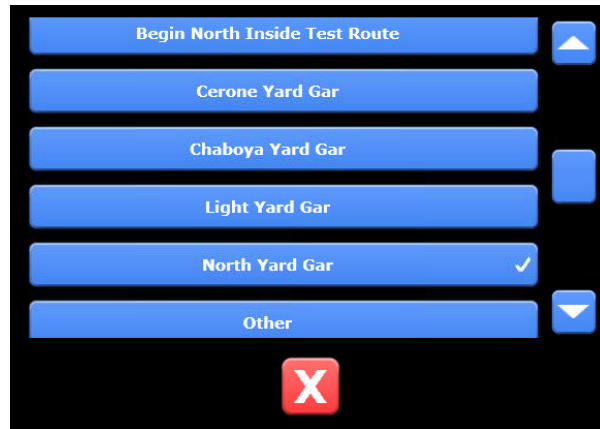 Begin North Inside Test Route
Cerone Yard Gar
Chaboya Yard Gar
Light Yard Gar
North Yard Gar
Other
X